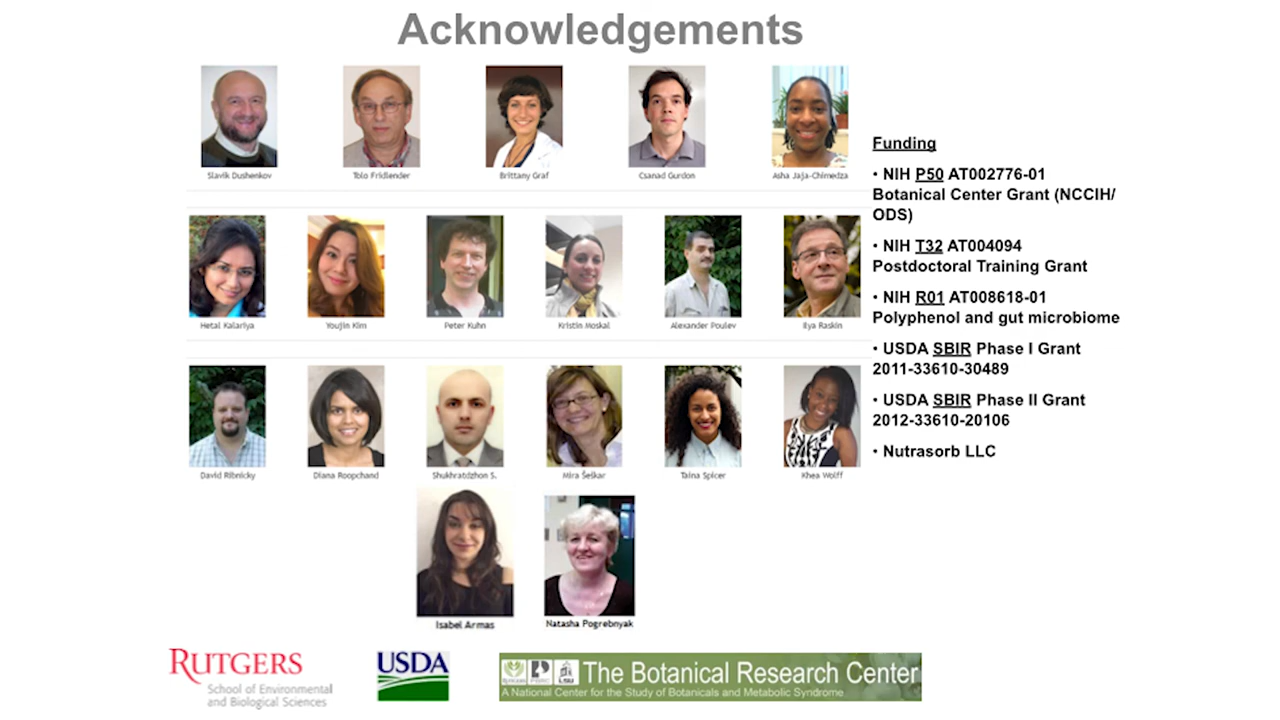 Acknowledgements
Slavik Dushenkov
Tolo Fridlender
Brittany Graf
Csanad Gurdon
Asha Jaja-Chimedza
Hetal Kalariya
Youjin Kim
Peter Kuhn
Kristin Moskal
Alexander Poulev
Ilya Raskin
David Ribnicky
Diana Roopchand
Shukhratdzhon S.
Mira Šeškar
Taina Spicer
Khea Wolff
Isabel Armas
Natasha Pogrebnyak
Funding
• NIH P50 AT002776-01
Botanical Center Grant (NCCIH/
ODS)
• NIH T32 AT004094
Postdoctoral Training Grant
• NIH R01 AT008618-01
Polyphenol and gut microbiome
• USDA SBIR Phase I Grant
2011-33610-30489
• USDA SBIR Phase II Grant
2012-33610-20106
• Nutrasorb LLC
RUTGERS
School of Environmental
and Biological Sciences
USDA
The Botanical Research Center
RUTGERS PBRC LSU
A National Center for the Study of Botanicals and Metabolic Syndrome